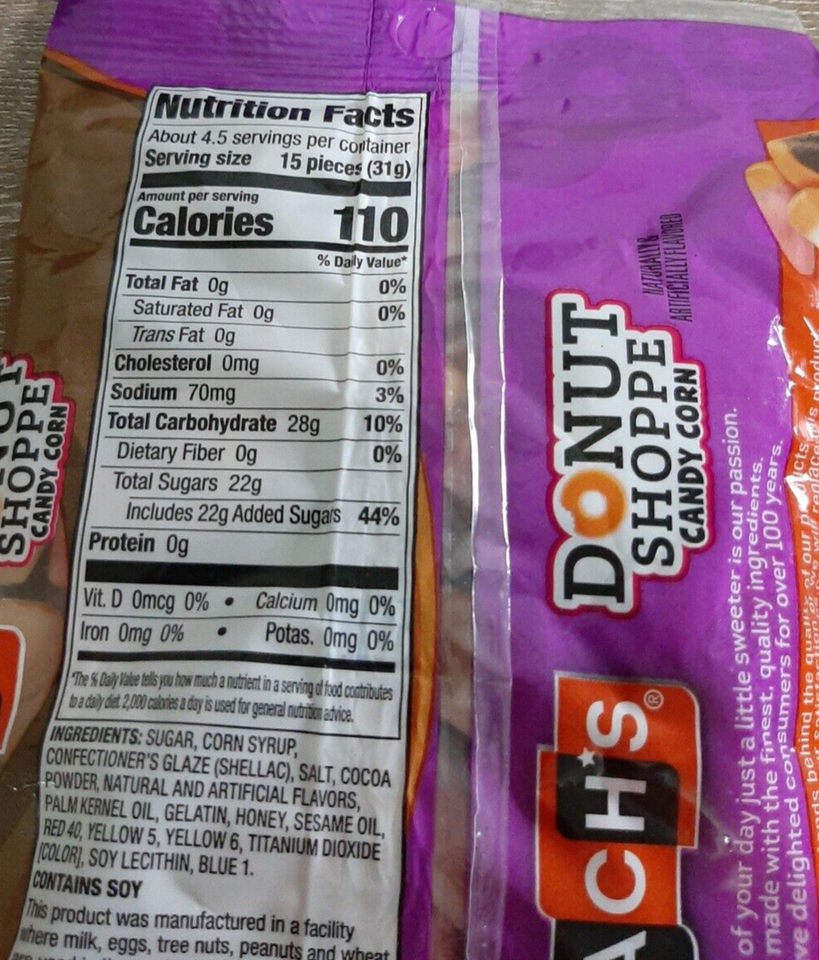 Nutrition Facts
About 4.5 servings per container
Serving size 15 pieces (31g)
Amount per serving
Calories 110
% Daily Value*
Total Fat 0g 0%
Saturated Fat 0g 0%
Trans Fat 0g
Cholesterol 0mg 0%
Sodium 70mg 3%
Total Carbohydrate 28g 10%
Dietary Fiber 0g 0%
Total Sugars 22g
Includes 22g Added Sugars 44%
Protein 0g
Vit. D 0mcg 0% • Calcium 0mg 0%
Iron 0mg 0% • Potas. 0mg 0%
*The % Daily Value tells you how much a nutrient in a serving of food contributes
to a daily diet. 2,000 calories a day is used for general nutrition advice.
INGREDIENTS: SUGAR, CORN SYRUP,
CONFECTIONER'S GLAZE (SHELLAC), SALT, COCOA
POWDER, NATURAL AND ARTIFICIAL FLAVORS,
PALM KERNEL OIL, GELATIN, HONEY, SESAME OIL,
RED 40, YELLOW 5, YELLOW 6, TITANIUM DIOXIDE
[COLOR], SOY LECITHIN, BLUE 1.
CONTAINS SOY
This product was manufactured in a facility
where milk, eggs, tree nuts, peanuts and wheat
SHOPPE
CANDY CORN
NATURALLY &
ARTIFICIALLY FLAVORED
DONUT
SHOPPE
CANDY CORN
ACH'S®
of your day just a little sweeter is our passion.
made with the finest, quality ingredients.
ve delighted consumers for over 100 years.
behind the quality of our products